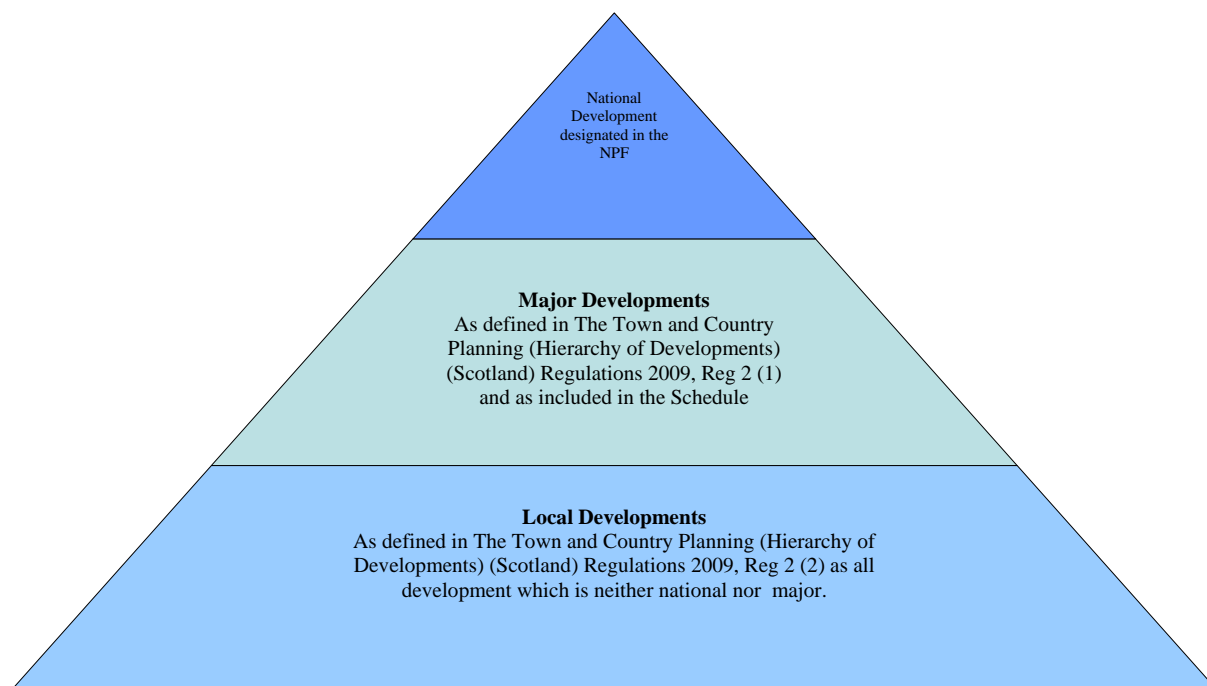 National
Development
designated in the
NPF
Major Developments
As defined in The Town and Country
Planning (Hierarchy of Developments)
(Scotland) Regulations 2009, Reg 2 (1)
and as included in the Schedule
Local Developments
As defined in The Town and Country Planning (Hierarchy of
Developments) (Scotland) Regulations 2009, Reg 2 (2) as all
development which is neither national nor  major.